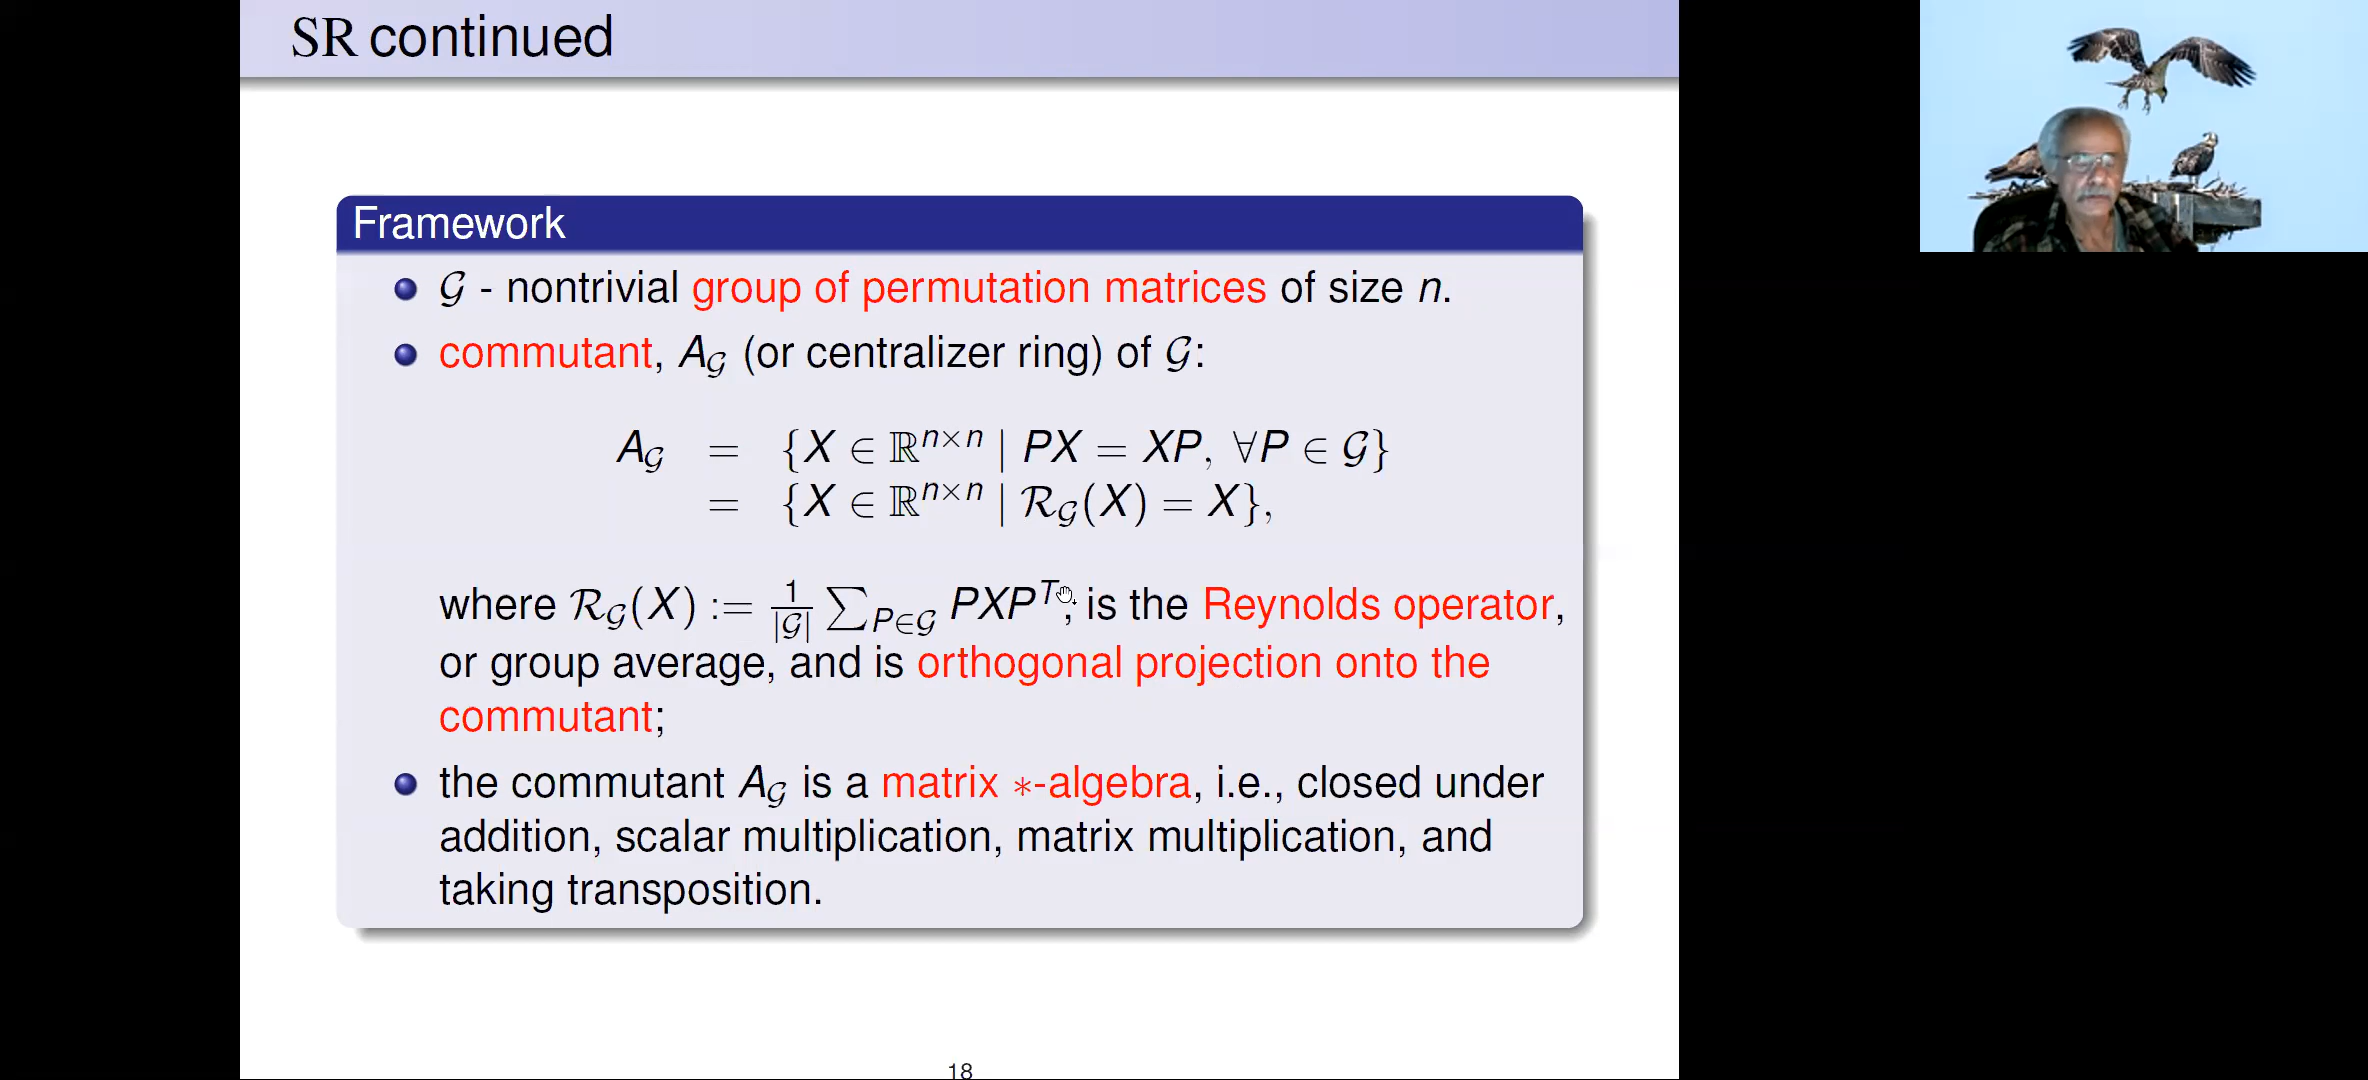 SR continued
Framework
𝒢 - nontrivial group of permutation matrices of size n.
commutant, A_𝒢 (or centralizer ring) of 𝒢:
A_𝒢 = {X ∈ ℝ^{n×n} | PX = XP, ∀P ∈ 𝒢}
= {X ∈ ℝ^{n×n} | ℛ_𝒢(X) = X},
where ℛ_𝒢(X) := \frac{1}{|𝒢|} ∑_{P∈𝒢} PXP^T, is the Reynolds operator,
or group average, and is orthogonal projection onto the
commutant;
the commutant A_𝒢 is a matrix ∗-algebra, i.e., closed under
addition, scalar multiplication, matrix multiplication, and
taking transposition.
18